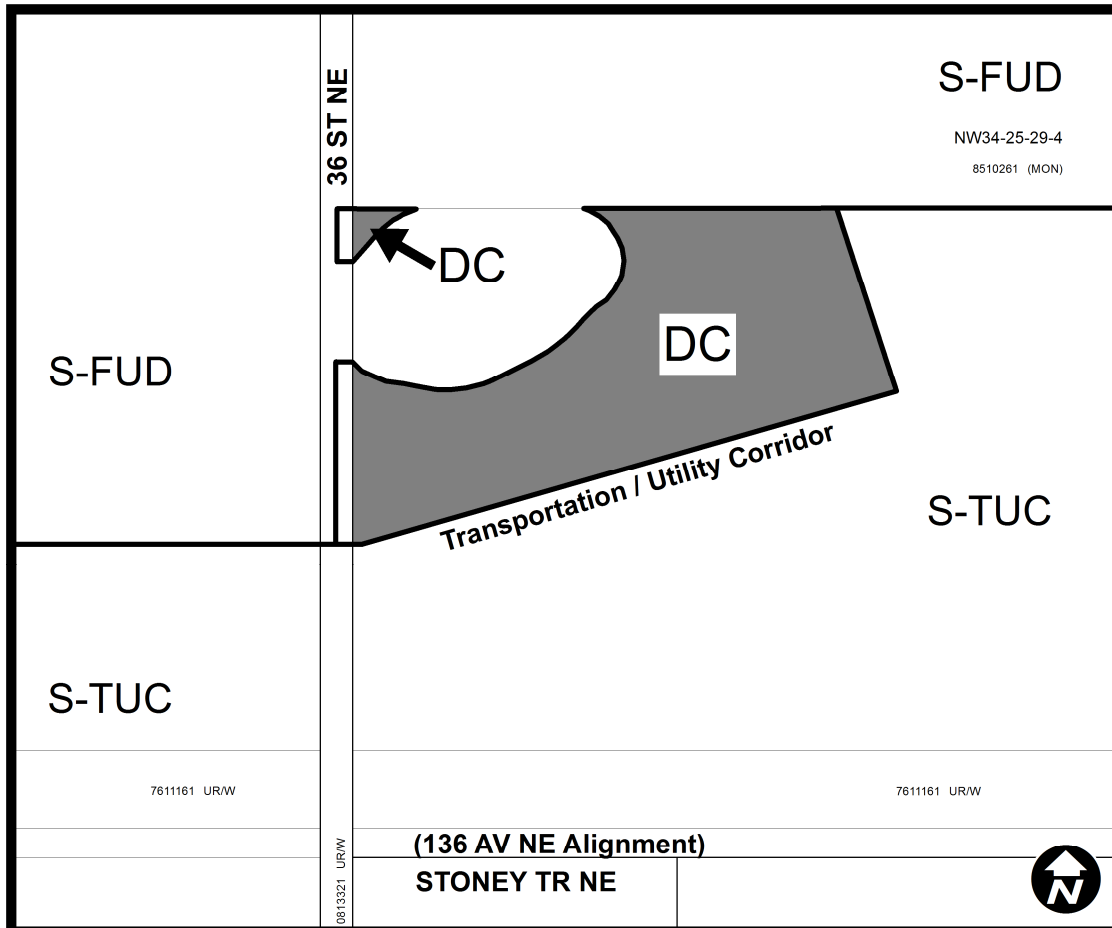 S-FUD
36 ST NE
NW34-25-29-4
8510261 (MON)
DC
DC
S-FUD
Transportation / Utility Corridor
S-TUC
S-TUC
7611161 UR/W
7611161 UR/W
(136 AV NE Alignment)
0813321 UR/W
STONEY TR NE
N